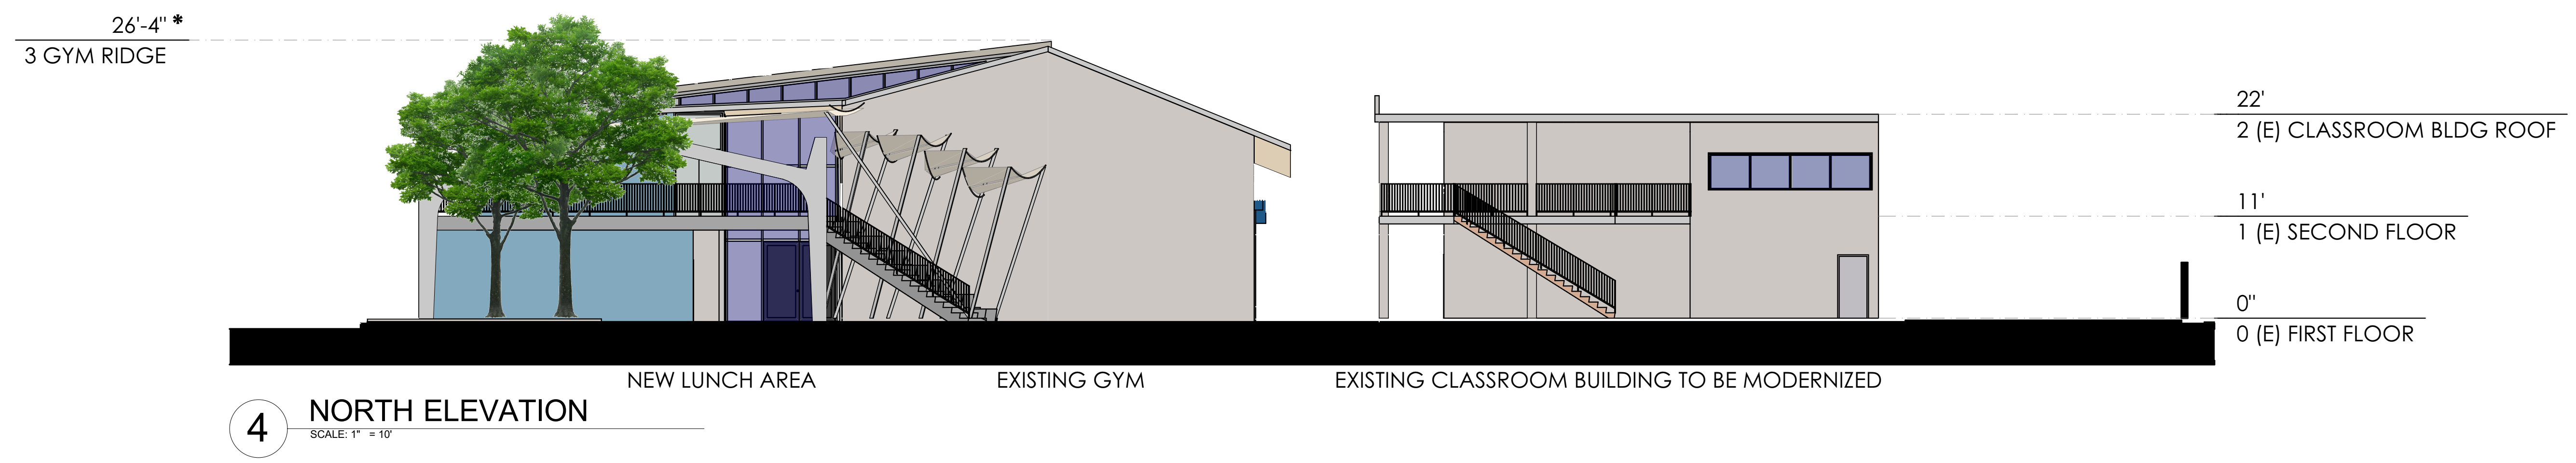 26'-4" *
3 GYM RIDGE
22'
2 (E) CLASSROOM BLDG ROOF
11'
1 (E) SECOND FLOOR
0"
0 (E) FIRST FLOOR
NEW LUNCH AREA
EXISTING GYM
EXISTING CLASSROOM BUILDING TO BE MODERNIZED
4
NORTH ELEVATION
SCALE: 1" = 10'